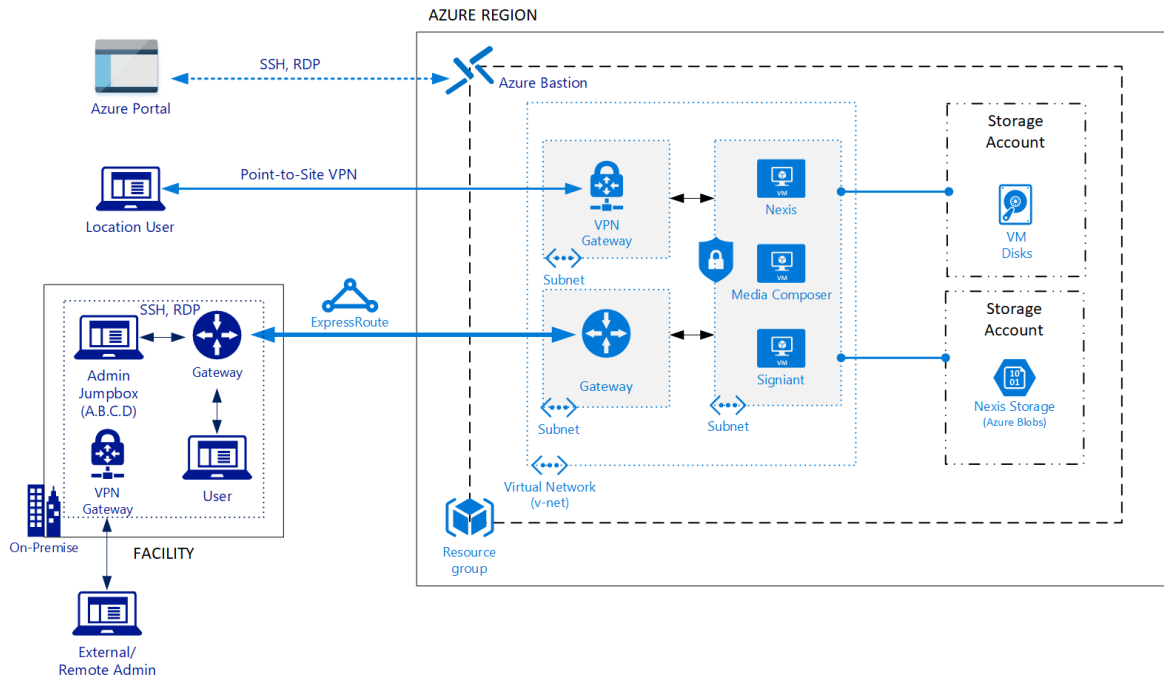 AZURE REGION
SSH, RDP
Azure Portal
Azure Bastion
Point-to-Site VPN
Location User
VPN
Gateway
Subnet
Nexis
VM
Media Composer
VM
Signiant
VM
Storage
Account
VM
Disks
ExpressRoute
SSH, RDP
Gateway
Admin
Jumpbox
(A.B.C.D)
VPN
Gateway
User
On-Premise
FACILITY
External/
Remote Admin
Gateway
Subnet
Subnet
Virtual Network
(v-net)
Resource
group
Storage
Account
10
01
Nexis Storage
(Azure Blobs)